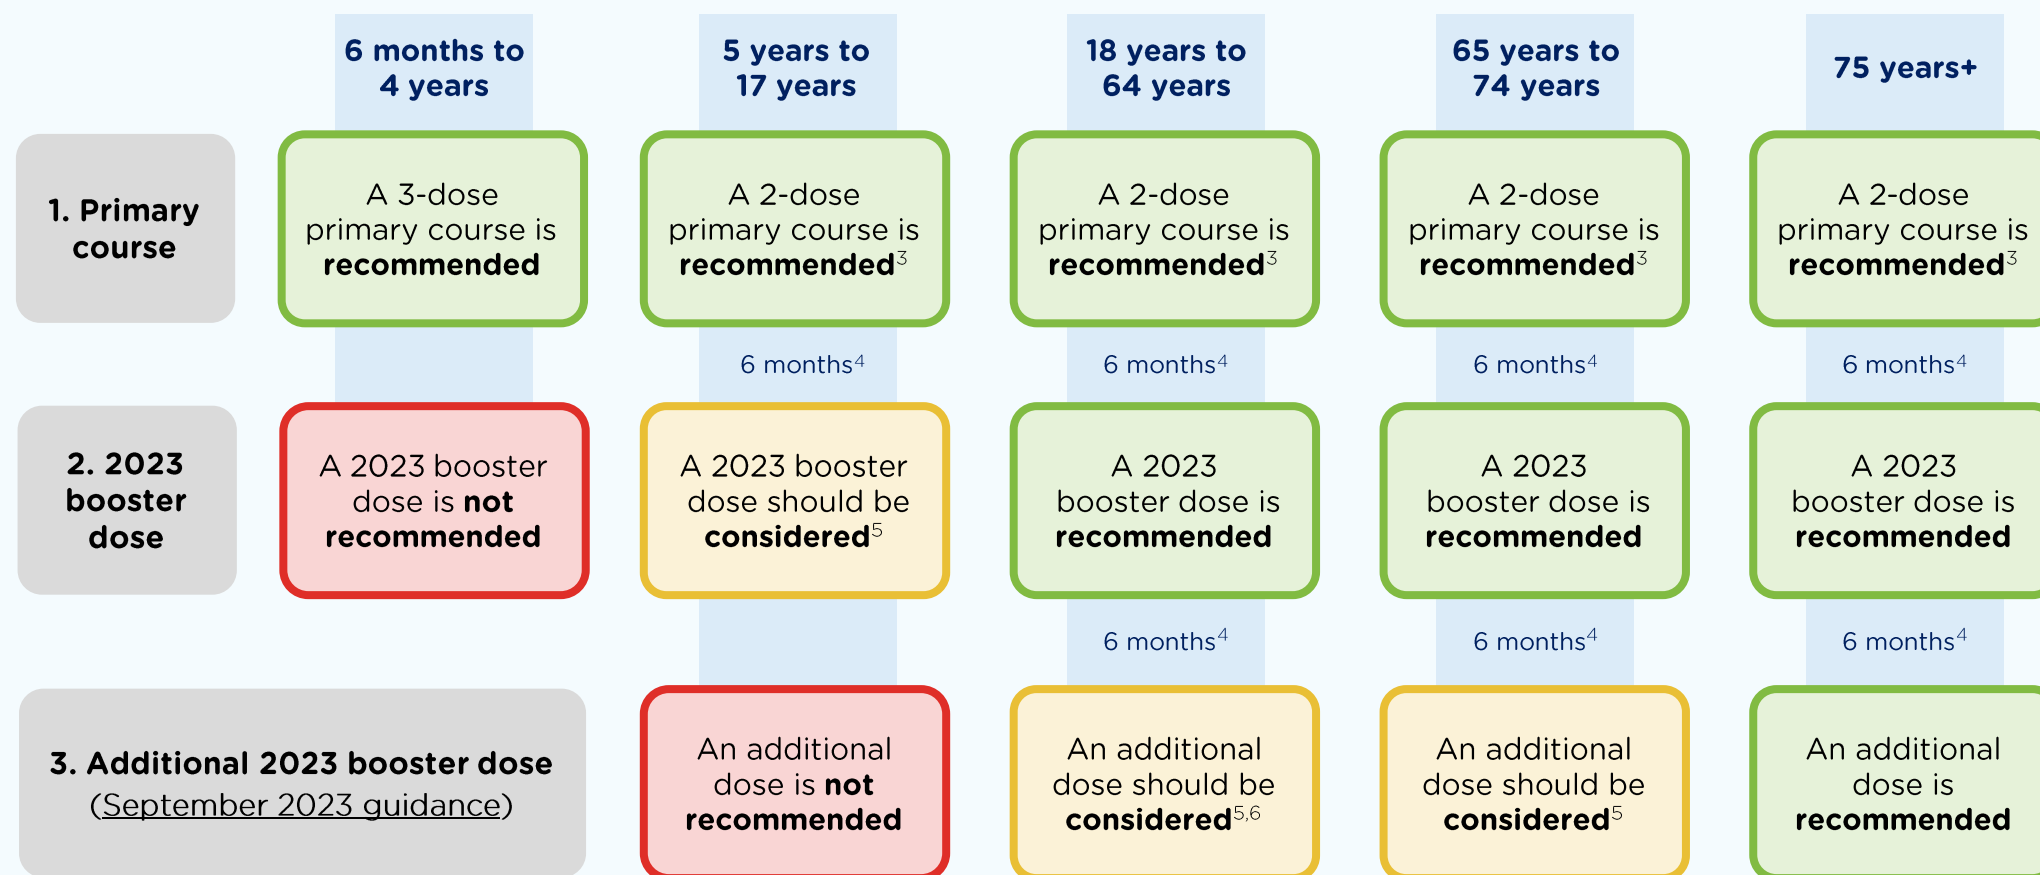 6 months to
4 years
5 years to
17 years
18 years to
64 years
65 years to
74 years
75 years+
1. Primary
course
A 3-dose
primary course is
recommended
A 2-dose
primary course is
recommended³
A 2-dose
primary course is
recommended³
A 2-dose
primary course is
recommended³
A 2-dose
primary course is
recommended³
6 months⁴
6 months⁴
6 months⁴
6 months⁴
2. 2023
booster
dose
A 2023 booster
dose is not
recommended
A 2023 booster
dose should be
considered⁵
A 2023
booster dose is
recommended
A 2023
booster dose is
recommended
A 2023
booster dose is
recommended
6 months⁴
6 months⁴
6 months⁴
3. Additional 2023 booster dose
(September 2023 guidance)
An additional
dose is not
recommended
An additional
dose should be
considered⁵,⁶
An additional
dose should be
considered⁵
An additional
dose is
recommended